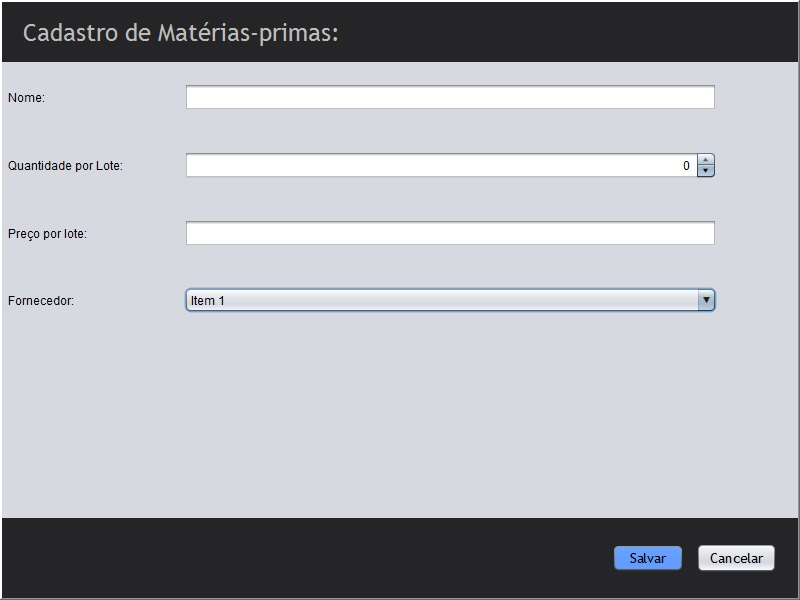 Cadastro de Matérias-primas:
Nome:
Quantidade por Lote: 0
Preço por lote:
Fornecedor: Item 1
Salvar Cancelar